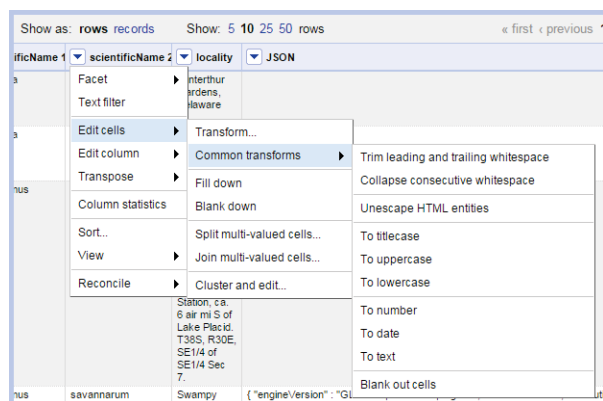 Show as: rows records Show: 5 10 25 50 rows « first ‹ previous 1
ificName 1 scientificName 2 locality JSON
Facet
Text filter
Edit cells
Edit column
Transpose
Column statistics
Sort...
View
Reconcile
Transform...
Common transforms
Fill down
Blank down
Split multi-valued cells...
Join multi-valued cells...
Cluster and edit...
Trim leading and trailing whitespace
Collapse consecutive whitespace
Unescape HTML entities
To titlecase
To uppercase
To lowercase
To number
To date
To text
Blank out cells
nterthur
ardens,
elaware
nus
Station, ca.
6 air mi S of
Lake Placid.
T38S, R30E,
SE1/4 of
SE1/4 Sec
7.
nus savannarum Swampy { "engineVersion" : "GL